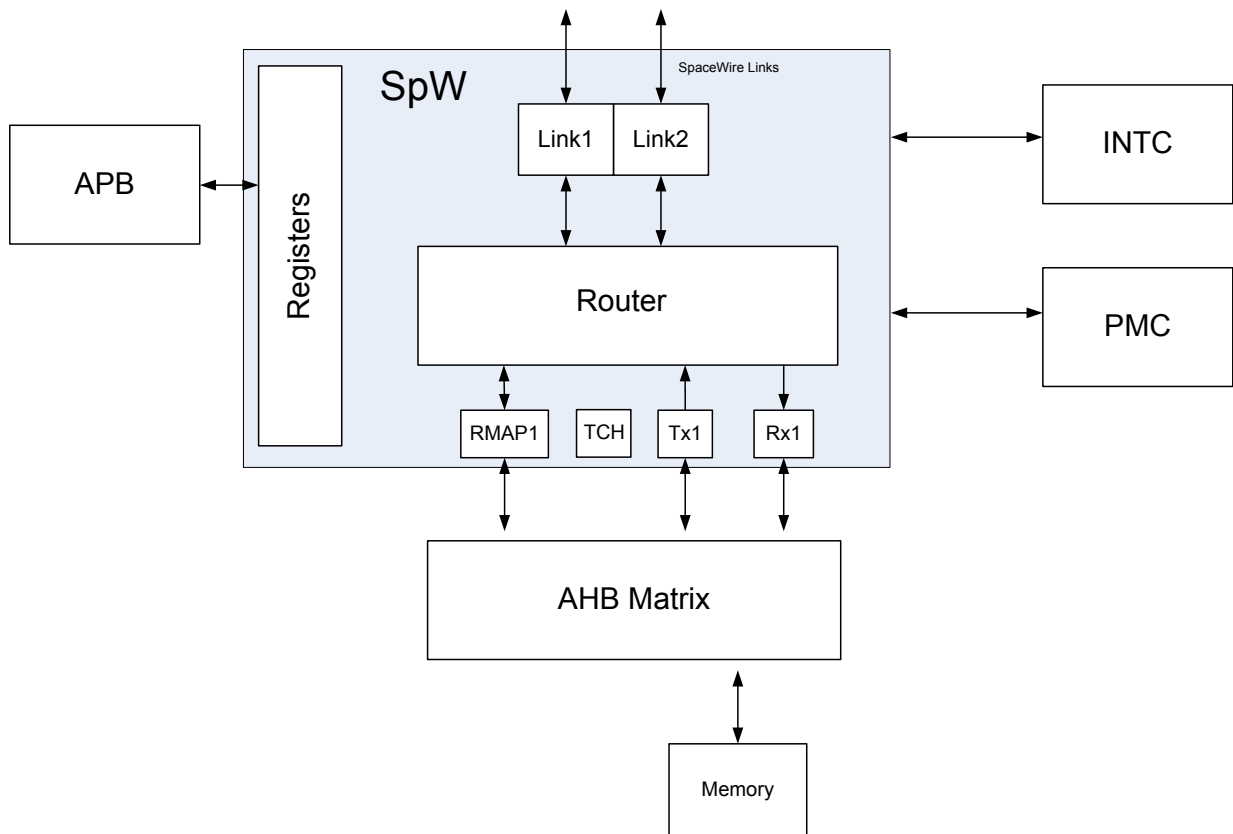 SpaceWire Links
SpW
Link1
Link2
INTC
APB
Registers
Router
PMC
RMAP1
TCH
Tx1
Rx1
AHB Matrix
Memory